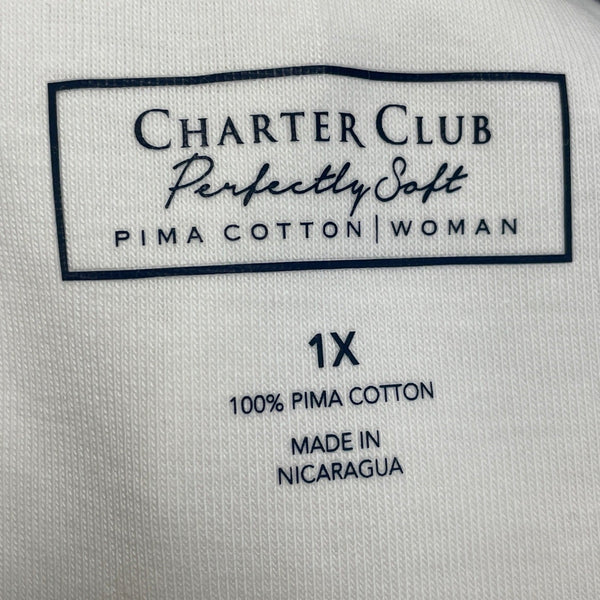 CHARTER CLUB
Perfectly Soft
PIMA COTTON | WOMAN
1X
100% PIMA COTTON
MADE IN
NICARAGUA